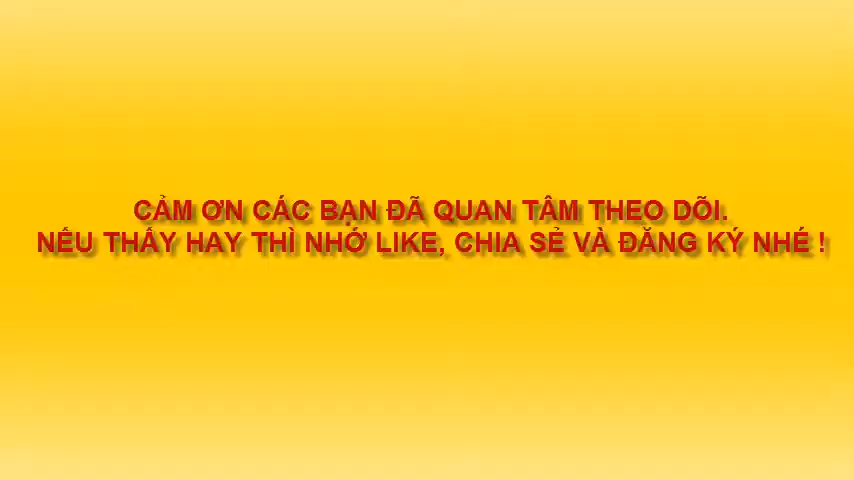 CẢM ƠN CÁC BẠN ĐÃ QUAN TÂM THEO DÕI.
NẾU THẤY HAY THÌ NHỚ LIKE, CHIA SẺ VÀ ĐĂNG KÝ NHÉ !